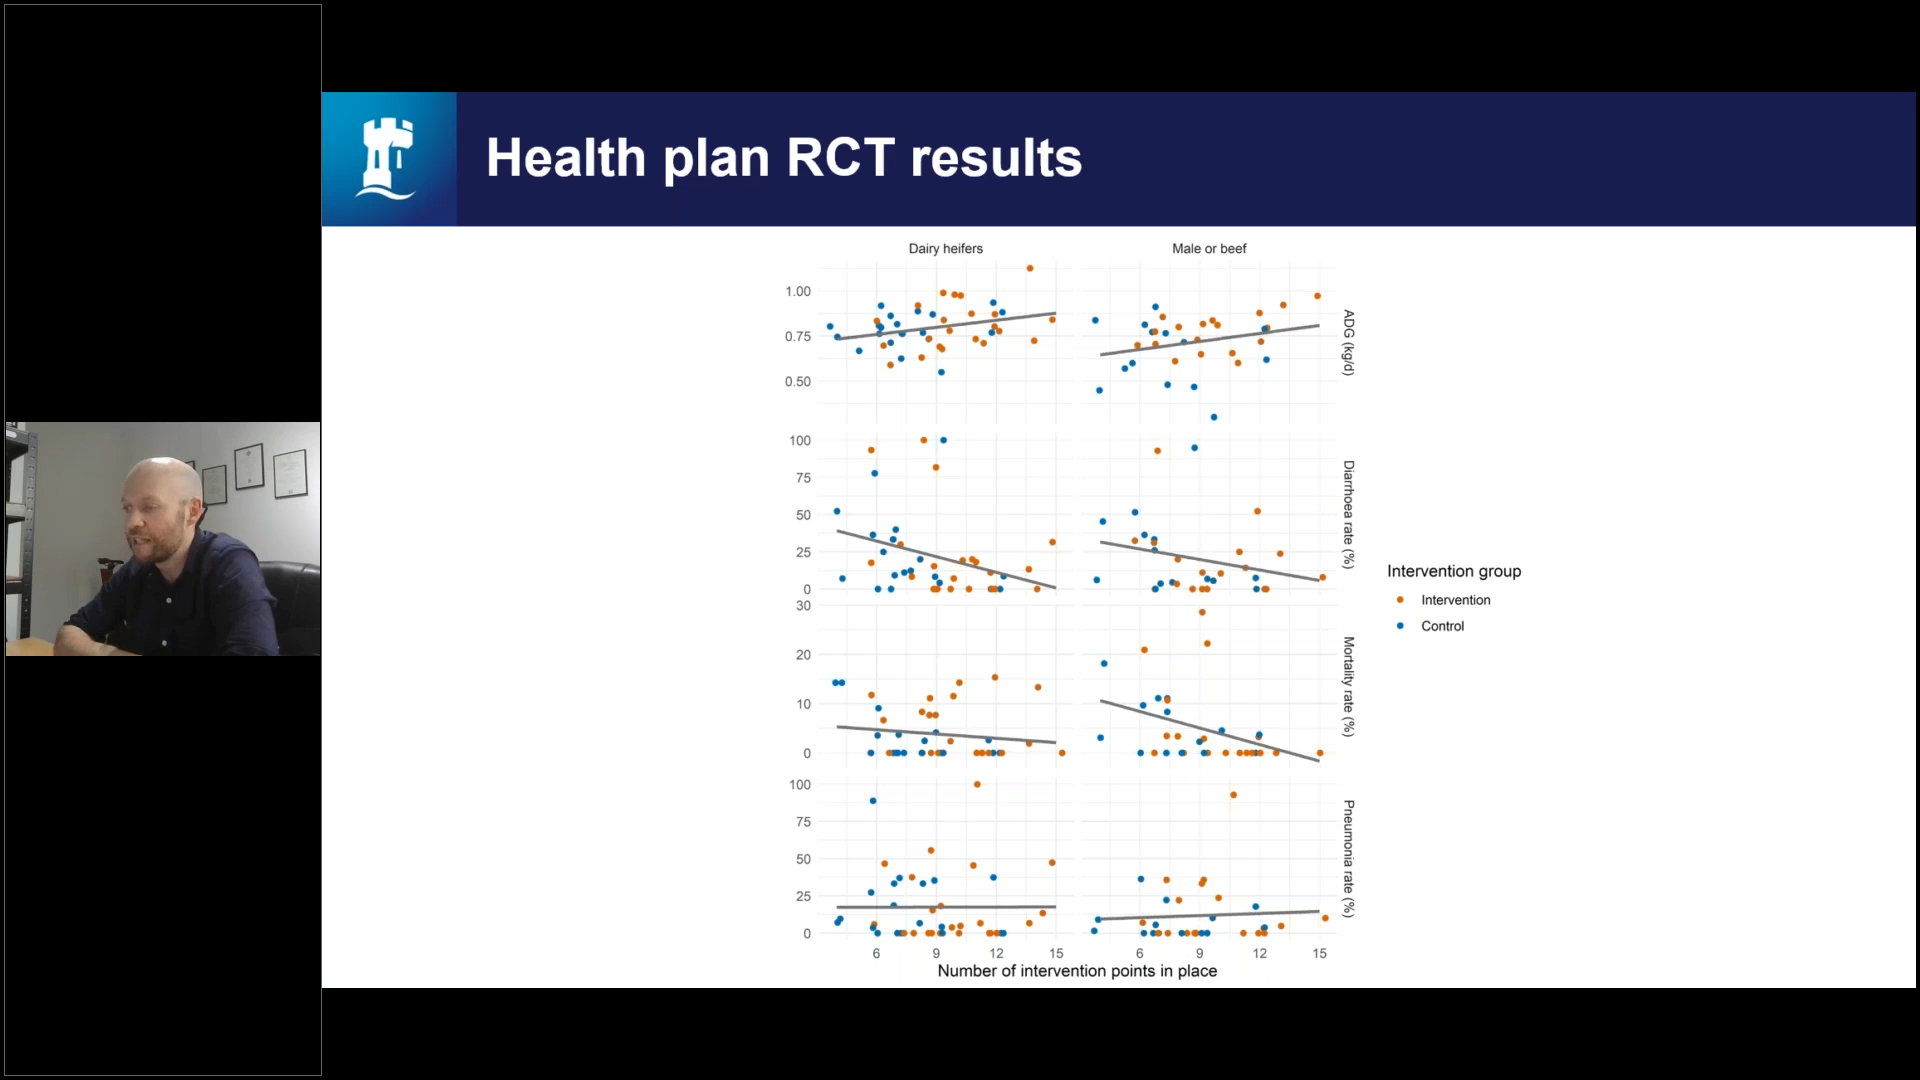 Health plan RCT results
Dairy heifers
Male or beef
1.00
0.75
0.50
ADG (kg/d)
100
75
50
25
0
Diarrhoea rate (%)
30
20
10
0
Mortality rate (%)
100
75
50
25
0
Pneumonia rate (%)
6 9 12 15
6 9 12 15
Number of intervention points in place
Intervention group
Intervention
Control